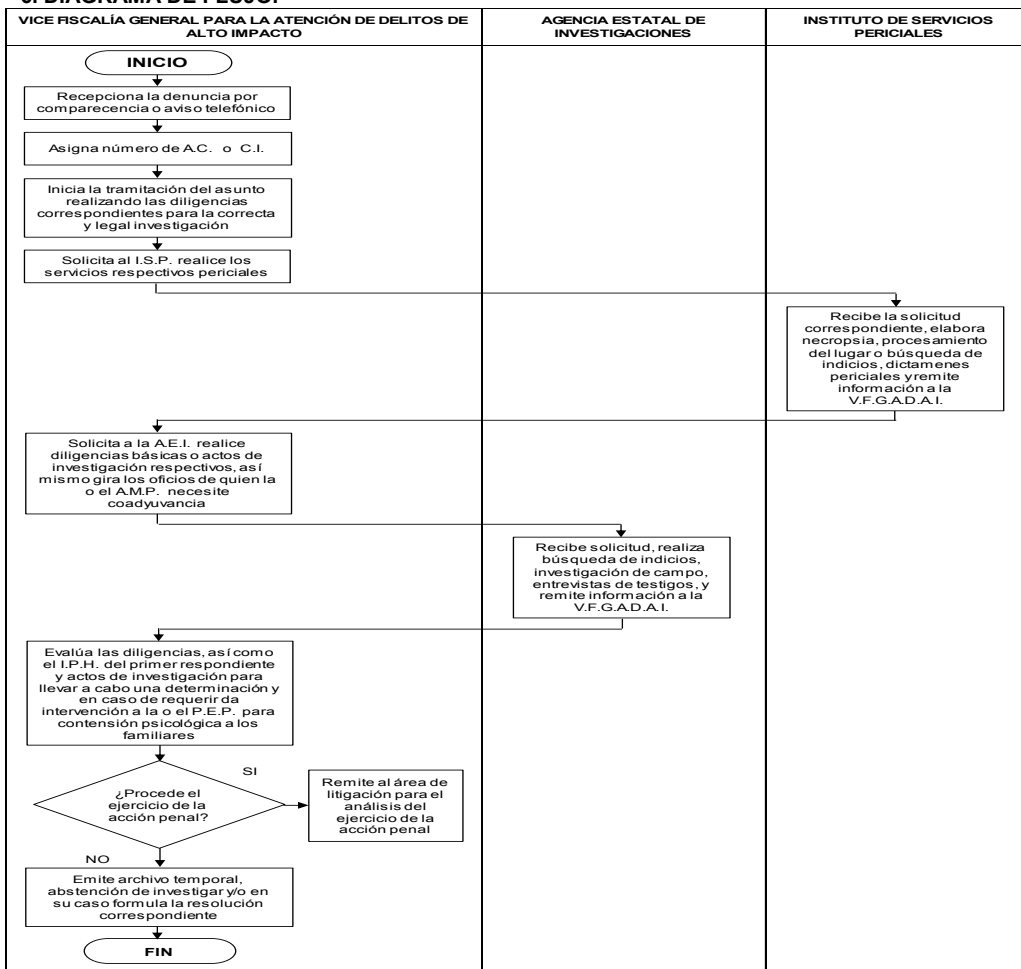 VICE FISCALÍA GENERAL PARA LA ATENCIÓN DE DELITOS DE
ALTO IMPACTO
AGENCIA ESTATAL DE
INVESTIGACIONES
INSTITUTO DE SERVICIOS
PERICIALES
INICIO
Recepciona la denuncia por
comparecencia o aviso telefónico
Asigna número de A.C. o C.I.
Inicia la tramitación del asunto
realizando las diligencias
correspondientes para la correcta
y legal investigación
Solicita al I.S.P. realice los
servicios respectivos periciales
Recibe la solicitud
correspondiente, elabora
necropsia, procesamiento
del lugar o búsqueda de
indicios, dictamenes
periciales y remite
información a la
V.F.G.A.D.A.I.
Solicita a la A.E.I. realice
diligencias básicas o actos de
investigación respectivos, así
mismo gira los oficios de quien la
o el A.M.P. necesite
coadyuvancia
Recibe solicitud, realiza
búsqueda de indicios,
investigación de campo,
entrevistas de testigos, y
remite información a la
V.F.G.A.D.A.I.
Evalúa las diligencias, así como
el I.P.H. del primer respondiente
y actos de investigación para
llevar a cabo una determinación y
en caso de requerir da
intervención a la o el P.E.P. para
contensión psicológica a los
familiares
¿Procede el
ejercicio de la
acción penal?
SI
Remite al área de
litigación para el
análisis del
ejercicio de la
acción penal
NO
Emite archivo temporal,
abstención de investigar y/o en
su caso formula la resolución
correspondiente
FIN